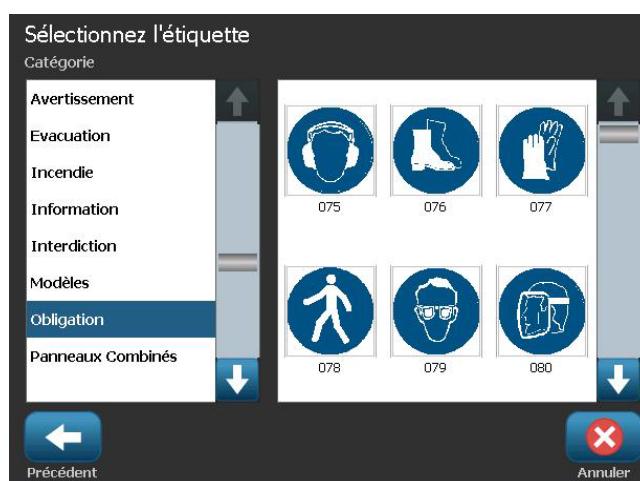 Sélectionnez l'étiquette
Catégorie
Avertissement
Evacuation
Incendie
Information
Interdiction
Modèles
Obligation
Panneaux Combinés
075 076 077
078 079 080
Précédent
Annuler